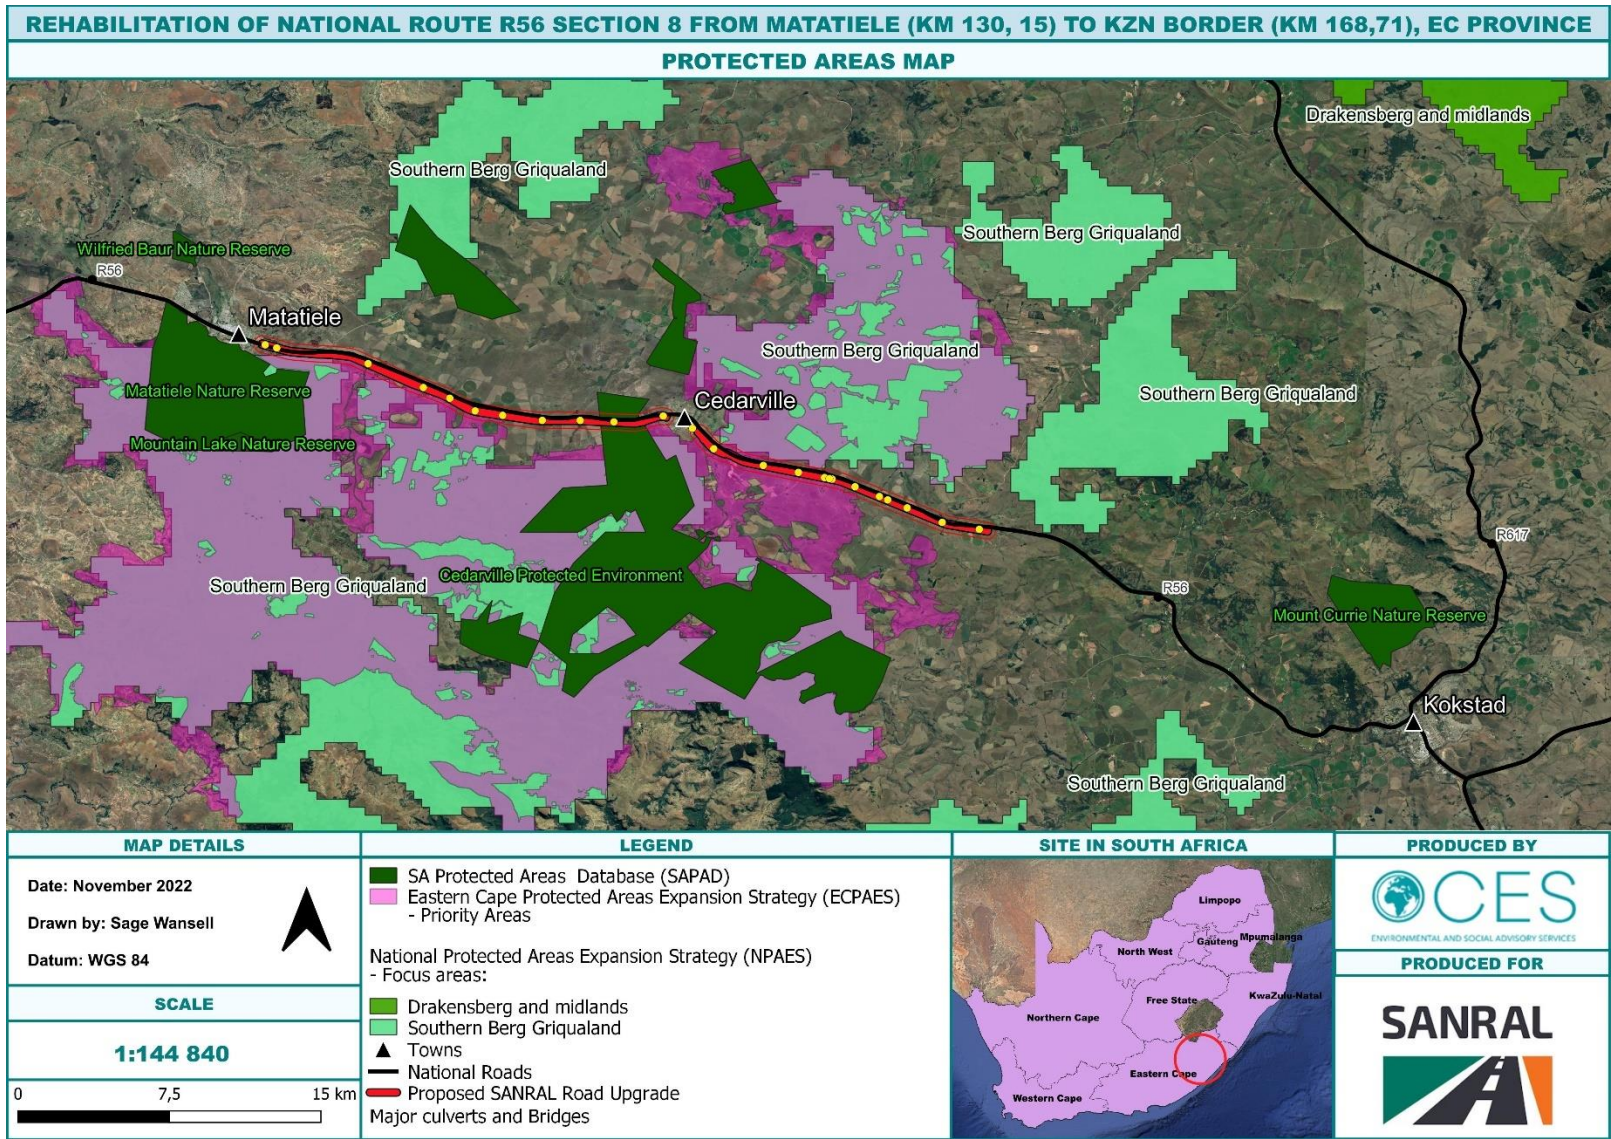 REHABILITATION OF NATIONAL ROUTE R56 SECTION 8 FROM MATATIELE (KM 130, 15) TO KZN BORDER (KM 168,71), EC PROVINCE
PROTECTED AREAS MAP
Drakensberg and midlands
Southern Berg Griqualand
Southern Berg Griqualand
Wilfried Baur Nature Reserve
R56
Matatiele
Southern Berg Griqualand
Matatiele Nature Reserve
Southern Berg Griqualand
Cedarville
Mountain Lake Nature Reserve
R617
Southern Berg Griqualand
Cedarville Protected Environment
R56
Mount Currie Nature Reserve
Kokstad
Southern Berg Griqualand
MAP DETAILS
Date: November 2022
Drawn by: Sage Wansell
Datum: WGS 84
SCALE
1:144 840
0 7,5 15 km
LEGEND
SA Protected Areas Database (SAPAD)
Eastern Cape Protected Areas Expansion Strategy (ECPAES)
- Priority Areas
National Protected Areas Expansion Strategy (NPAES)
- Focus areas:
Drakensberg and midlands
Southern Berg Griqualand
Towns
National Roads
Proposed SANRAL Road Upgrade
Major culverts and Bridges
SITE IN SOUTH AFRICA
Limpopo
North West
Gauteng
Mpumalanga
Free State
KwaZulu-Natal
Northern Cape
Eastern Cape
Western Cape
PRODUCED BY
CES
ENVIRONMENTAL AND SOCIAL ADVISORY SERVICES
PRODUCED FOR
SANRAL